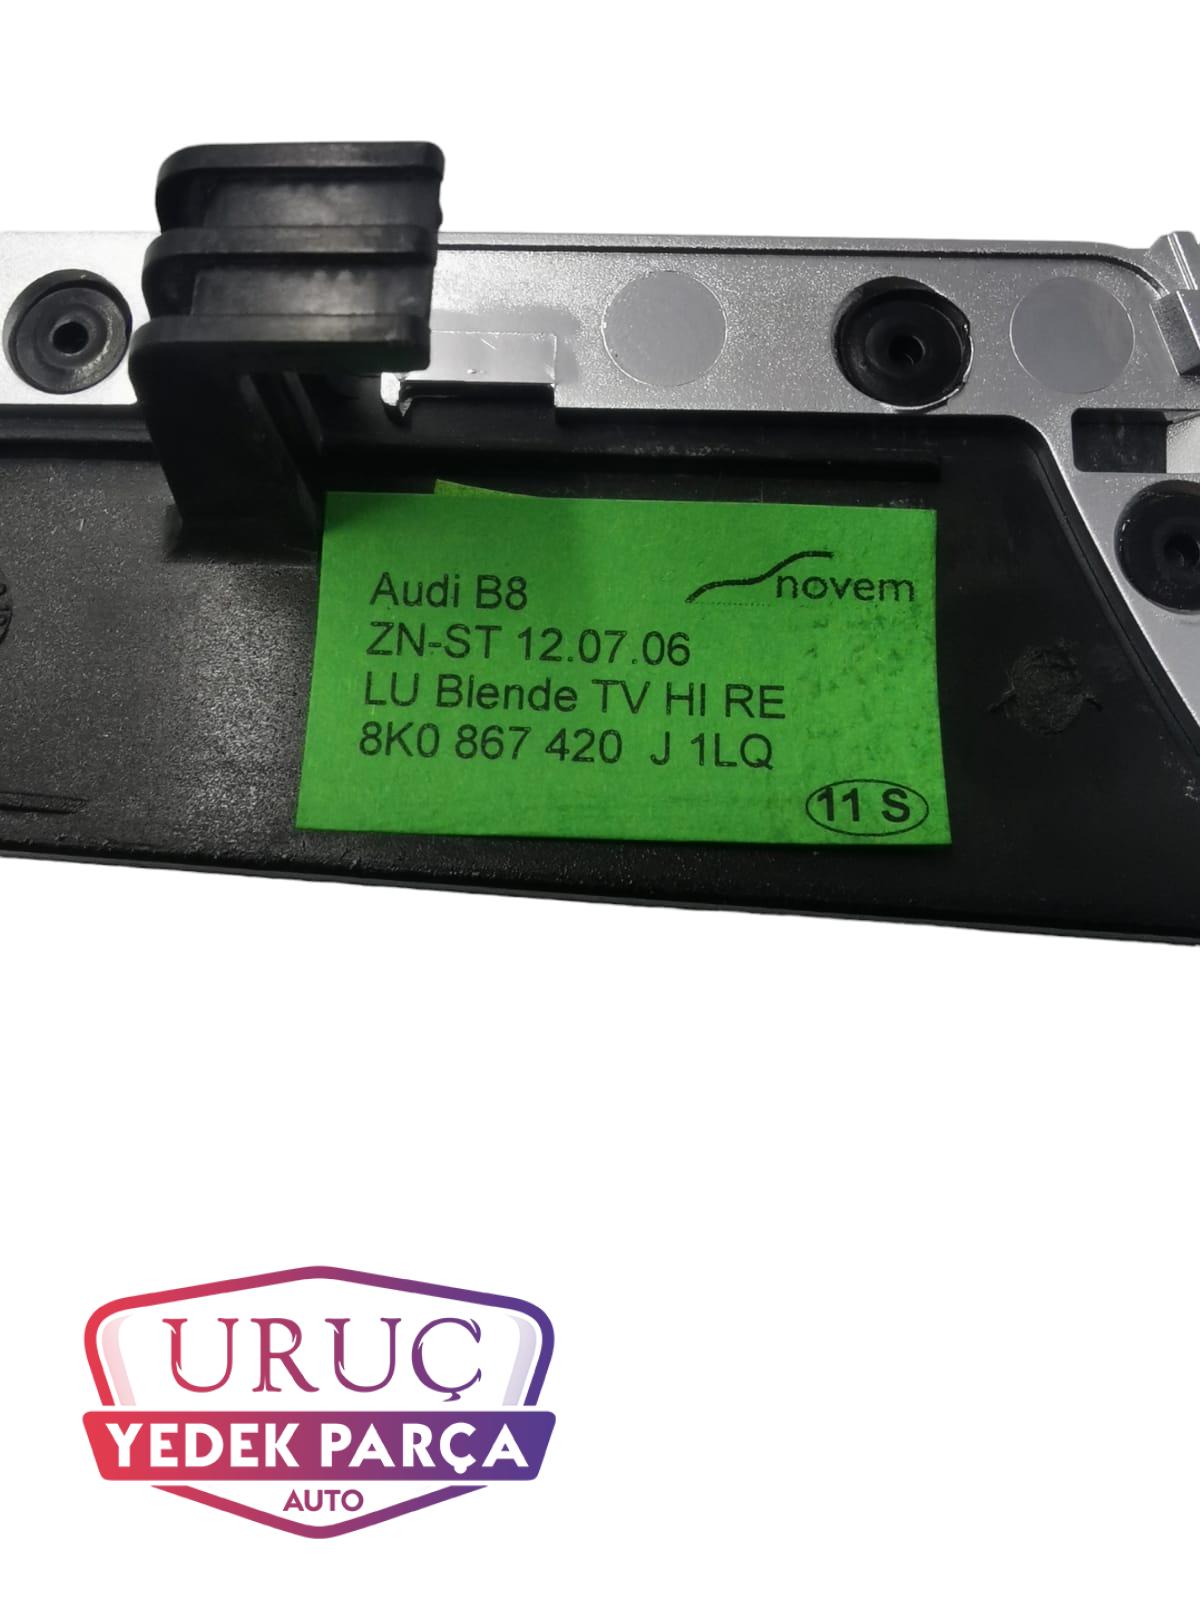 Audi B8
novem
ZN-ST 12.07.06
LU Blende TV HI RE
8K0 867 420 J 1LQ
11 S
URUÇ
YEDEK PARÇA
AUTO